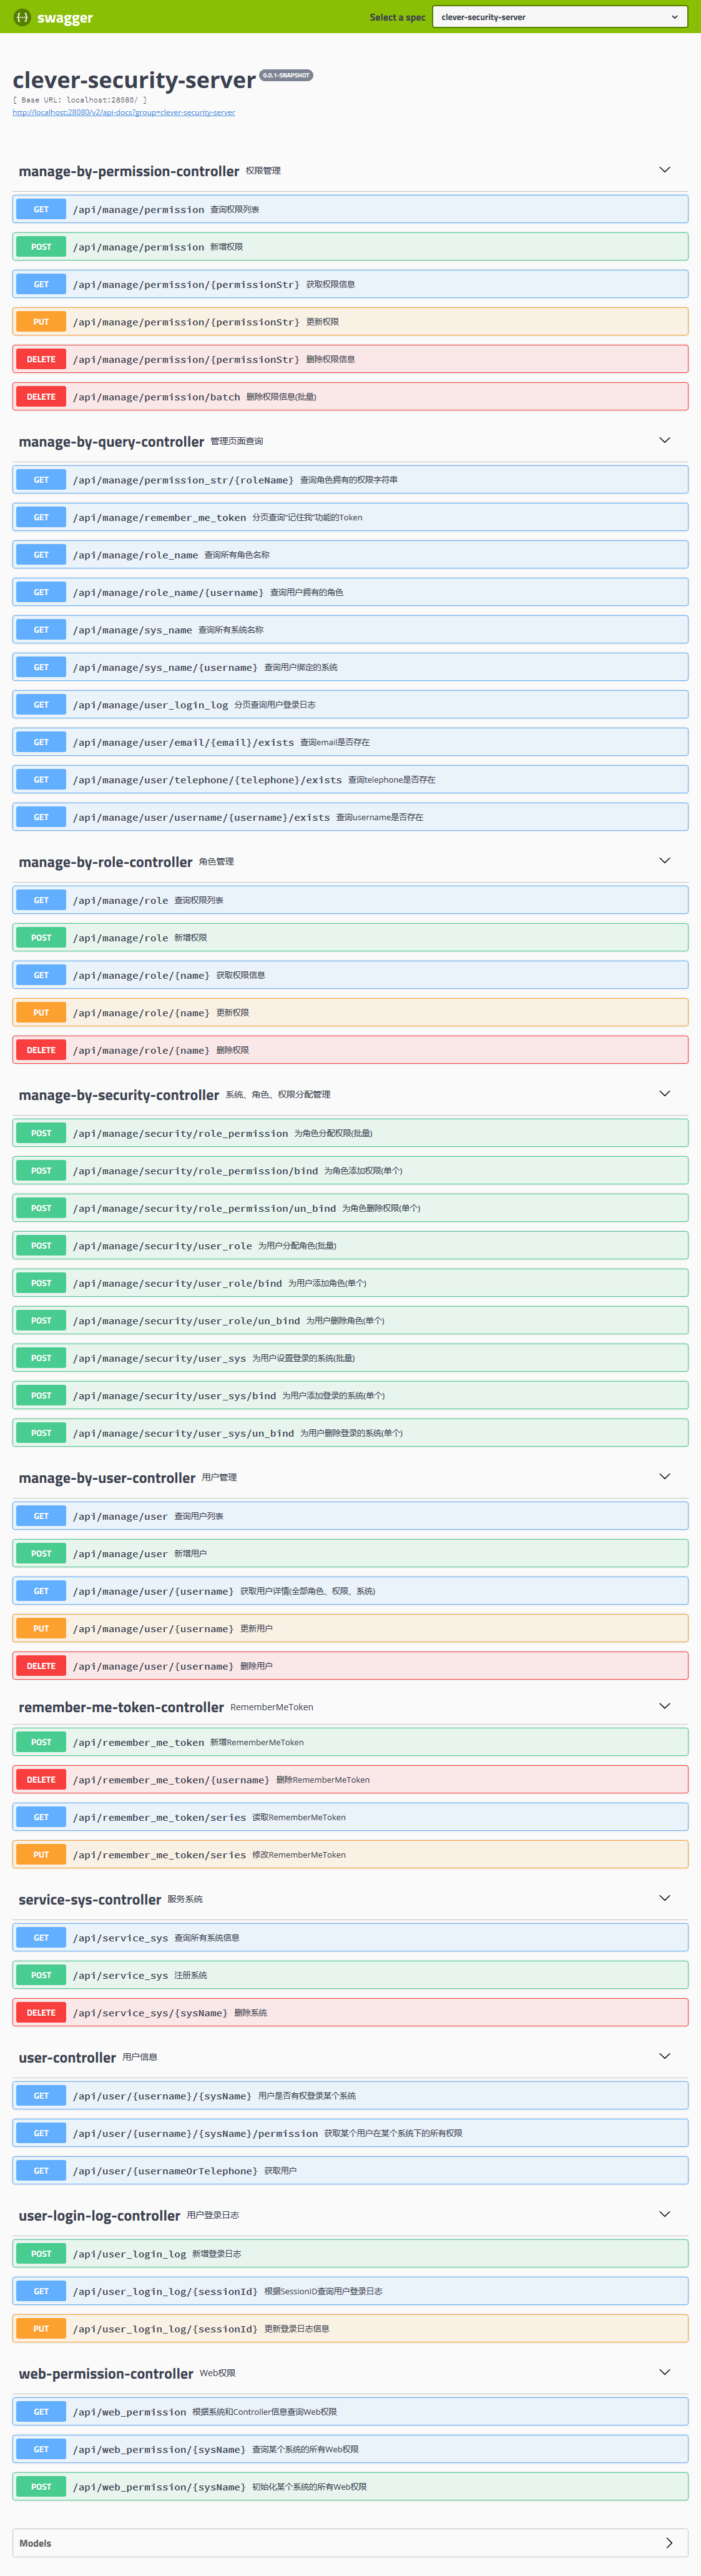 swagger
Select a spec clever-security-server
clever-security-server 0.0.1-SNAPSHOT
[ Base URL: localhost:28080/ ]
http://localhost:28080/v2/api-docs?group=clever-security-server
manage-by-permission-controller 权限管理
GET /api/manage/permission 查询权限列表
POST /api/manage/permission 新增权限
GET /api/manage/permission/{permissionStr} 获取权限信息
PUT /api/manage/permission/{permissionStr} 更新权限
DELETE /api/manage/permission/{permissionStr} 删除权限信息
DELETE /api/manage/permission/batch 删除权限信息(批量)
manage-by-query-controller 管理页面查询
GET /api/manage/permission_str/{roleName} 查询角色拥有的权限字符串
GET /api/manage/remember_me_token 分页查询“记住我”功能的Token
GET /api/manage/role_name 查询所有角色名称
GET /api/manage/role_name/{username} 查询用户拥有的角色
GET /api/manage/sys_name 查询所有系统名称
GET /api/manage/sys_name/{username} 查询用户绑定的系统
GET /api/manage/user_login_log 分页查询用户登录日志
GET /api/manage/user/email/{email}/exists 查询email是否存在
GET /api/manage/user/telephone/{telephone}/exists 查询telephone是否存在
GET /api/manage/user/username/{username}/exists 查询username是否存在
manage-by-role-controller 角色管理
GET /api/manage/role 查询权限列表
POST /api/manage/role 新增权限
GET /api/manage/role/{name} 获取权限信息
PUT /api/manage/role/{name} 更新权限
DELETE /api/manage/role/{name} 删除权限
manage-by-security-controller 系统、角色、权限分配管理
POST /api/manage/security/role_permission 为角色分配权限(批量)
POST /api/manage/security/role_permission/bind 为角色添加权限(单个)
POST /api/manage/security/role_permission/un_bind 为角色删除权限(单个)
POST /api/manage/security/user_role 为用户分配角色(批量)
POST /api/manage/security/user_role/bind 为用户添加角色(单个)
POST /api/manage/security/user_role/un_bind 为用户删除角色(单个)
POST /api/manage/security/user_sys 为用户设置登录的系统(批量)
POST /api/manage/security/user_sys/bind 为用户添加登录的系统(单个)
POST /api/manage/security/user_sys/un_bind 为用户删除登录的系统(单个)
manage-by-user-controller 用户管理
GET /api/manage/user 查询用户列表
POST /api/manage/user 新增用户
GET /api/manage/user/{username} 获取用户详情(全部角色、权限、系统)
PUT /api/manage/user/{username} 更新用户
DELETE /api/manage/user/{username} 删除用户
remember-me-token-controller RememberMeToken
POST /api/remember_me_token 新增RememberMeToken
DELETE /api/remember_me_token/{username} 删除RememberMeToken
GET /api/remember_me_token/series 读取RememberMeToken
PUT /api/remember_me_token/series 修改RememberMeToken
service-sys-controller 服务系统
GET /api/service_sys 查询所有系统信息
POST /api/service_sys 注册系统
DELETE /api/service_sys/{sysName} 删除系统
user-controller 用户信息
GET /api/user/{username}/{sysName} 用户是否有权登录某个系统
GET /api/user/{username}/{sysName}/permission 获取某个用户在某个系统下的所有权限
GET /api/user/{usernameOrTelephone} 获取用户
user-login-log-controller 用户登录日志
POST /api/user_login_log 新增登录日志
GET /api/user_login_log/{sessionId} 根据SessionID查询用户登录日志
PUT /api/user_login_log/{sessionId} 更新登录日志信息
web-permission-controller Web权限
GET /api/web_permission 根据系统和Controller信息查询Web权限
GET /api/web_permission/{sysName} 查询某个系统的所有Web权限
POST /api/web_permission/{sysName} 初始化某个系统的所有Web权限
Models